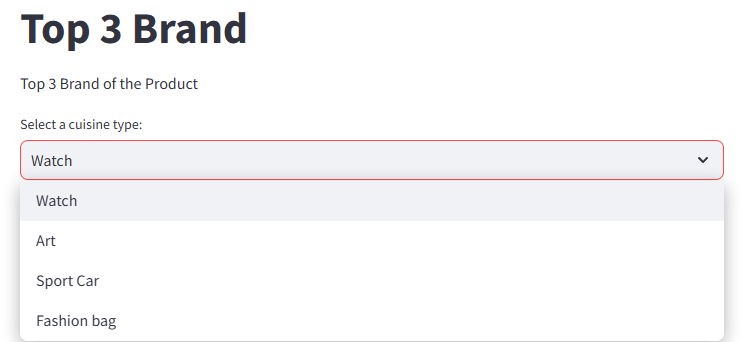 Top 3 Brand
Top 3 Brand of the Product
Select a cuisine type:
Watch
Watch
Art
Sport Car
Fashion bag